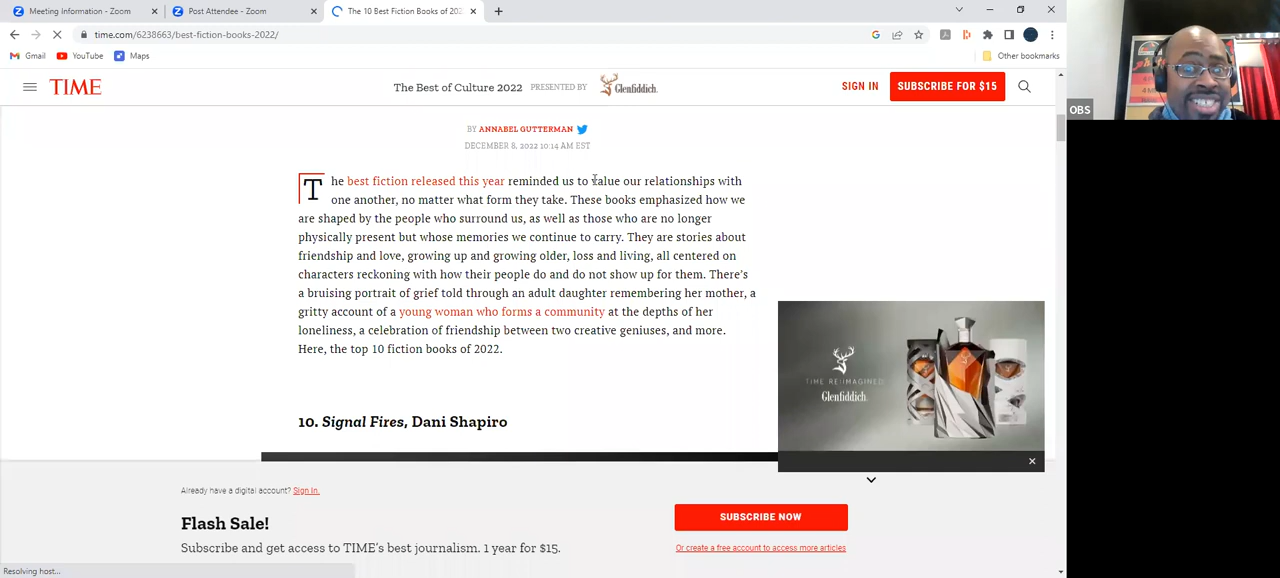 Meeting Information - Zoom
Post Attendee - Zoom
The 10 Best Fiction Books of 202
time.com/6238663/best-fiction-books-2022/
Gmail
YouTube
Maps
Other bookmarks
TIME
The Best of Culture 2022
PRESENTED BY
Glenfiddich.
SIGN IN
SUBSCRIBE FOR $15
OBS
BY ANNABEL GUTTERMAN
DECEMBER 8, 2022 10:14 AM EST
The best fiction released this year reminded us to value our relationships with
one another, no matter what form they take. These books emphasized how we
are shaped by the people who surround us, as well as those who are no longer
physically present but whose memories we continue to carry. They are stories about
friendship and love, growing up and growing older, loss and living, all centered on
characters reckoning with how their people do and do not show up for them. There's
a bruising portrait of grief told through an adult daughter remembering her mother, a
gritty account of a young woman who forms a community at the depths of her
loneliness, a celebration of friendship between two creative geniuses, and more.
Here, the top 10 fiction books of 2022.
TIME RE:IMAGINED
Glenfiddich.
10. Signal Fires, Dani Shapiro
Already have a digital account? Sign In.
Flash Sale!
Subscribe and get access to TIME's best journalism. 1 year for $15.
SUBSCRIBE NOW
Or create a free account to access more articles
Resolving host...